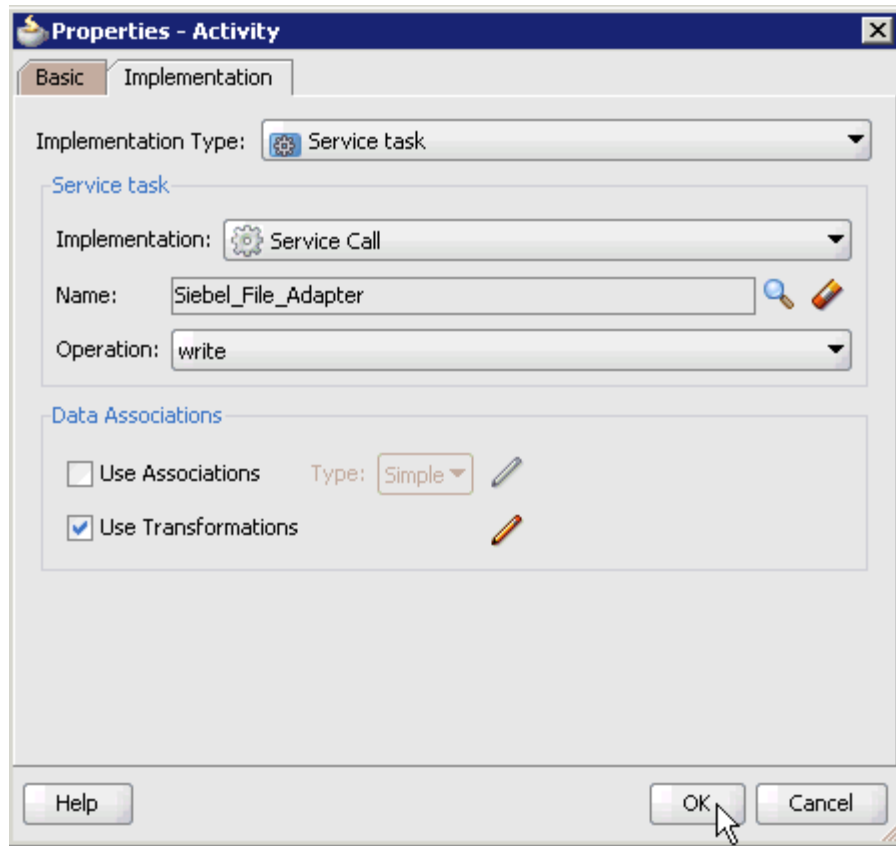 Properties - Activity
Basic Implementation
Implementation Type: Service task
Service task
Implementation: Service Call
Name: Siebel_File_Adapter
Operation: write
Data Associations
Use Associations Type: Simple
Use Transformations
Help OK Cancel